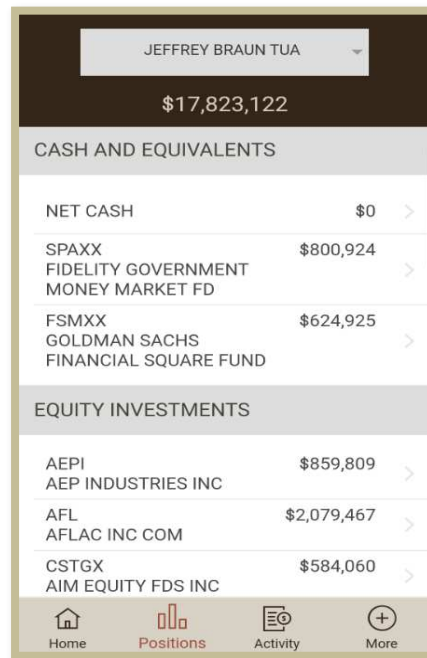 JEFFREY BRAUN TUA
$17,823,122
CASH AND EQUIVALENTS
NET CASH $0
SPAXX $800,924
FIDELITY GOVERNMENT
MONEY MARKET FD
FSMXX $624,925
GOLDMAN SACHS
FINANCIAL SQUARE FUND
EQUITY INVESTMENTS
AEPI $859,809
AEP INDUSTRIES INC
AFL $2,079,467
AFLAC INC COM
CSTGX $584,060
AIM EQUITY FDS INC
Home Positions Activity More